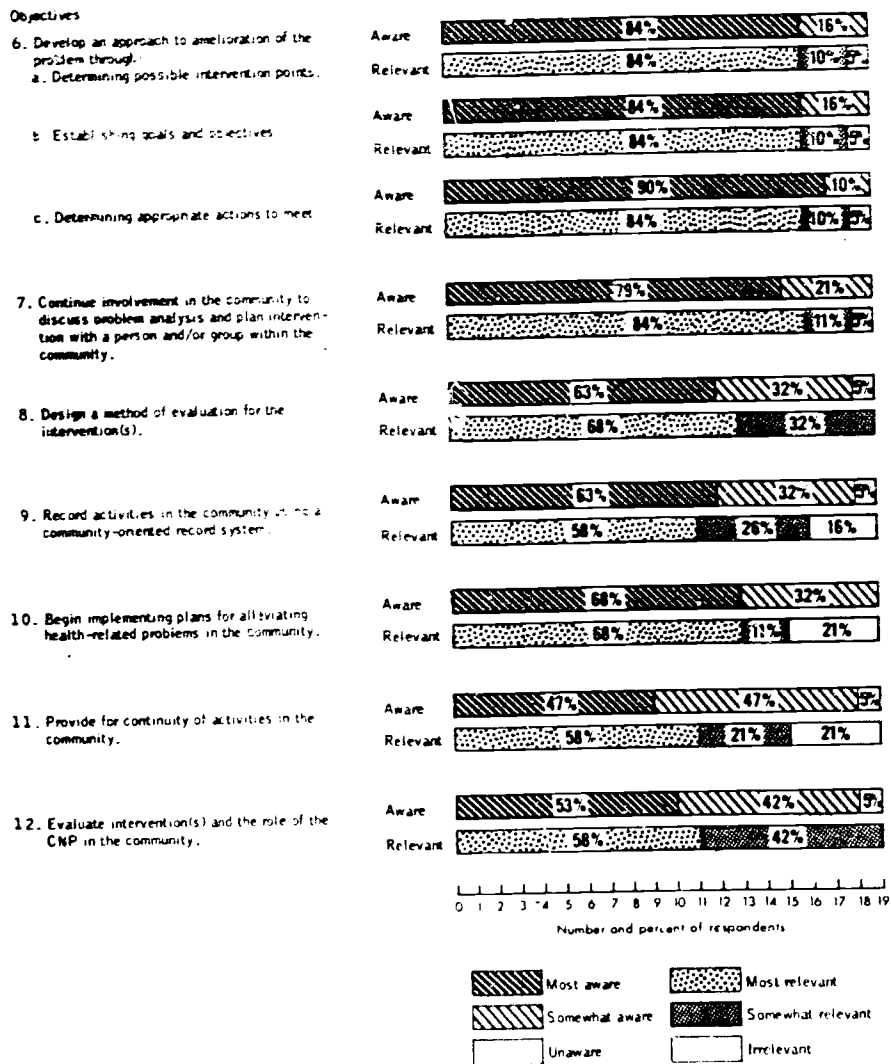 Objectives
6. Develop an approach to amelioration of the
problem through:
a. Determining possible intervention points.
Aware 84% 16%
Relevant 84% 10% 5%
b. Establishing goals and objectives
Aware 84% 16%
Relevant 84% 10% 5%
c. Determining appropriate actions to meet
Aware 90% 10%
Relevant 84% 10% 5%
7. Continue involvement in the community to
discuss problem analysis and plan interven-
tion with a person and/or group within the
community.
Aware 79% 21%
Relevant 84% 11% 5%
8. Design a method of evaluation for the
intervention(s).
Aware 63% 32% 5%
Relevant 68% 32%
9. Record activities in the community using a
community-oriented record system.
Aware 63% 32% 5%
Relevant 58% 26% 16%
10. Begin implementing plans for alleviating
health-related problems in the community.
Aware 68% 32%
Relevant 68% 11% 21%
11. Provide for continuity of activities in the
community.
Aware 47% 47% 5%
Relevant 58% 21% 21%
12. Evaluate intervention(s) and the role of the
CNP in the community.
Aware 53% 42% 5%
Relevant 58% 42%
0 1 2 3 4 5 6 7 8 9 10 11 12 13 14 15 16 17 18 19
Number and percent of respondents
Most aware Most relevant
Somewhat aware Somewhat relevant
Unaware Irrelevant